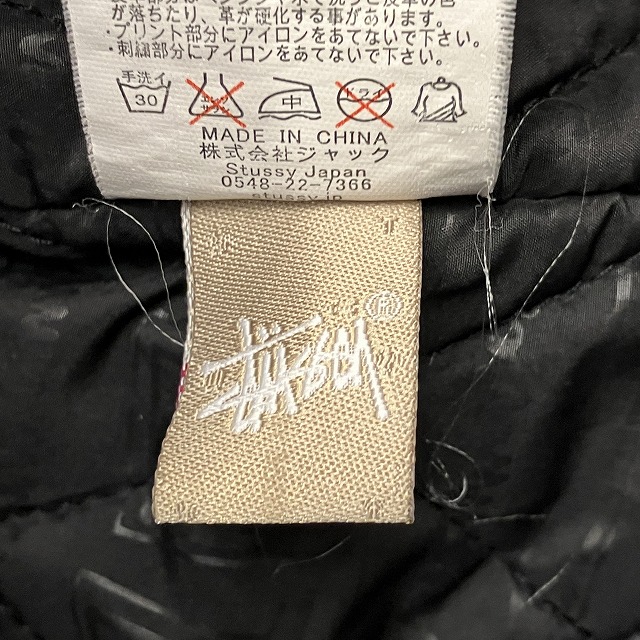 が落ちたり、革が硬化する事があります。
・プリント部分にアイロンをあてないで下さい。
・刺繍部分にアイロンをあてないで下さい。
手洗イ
30
中
ドライ
MADE IN CHINA
株式会社ジャック
Stussy Japan
0548-22-7366
stussy.jp
Stüssy